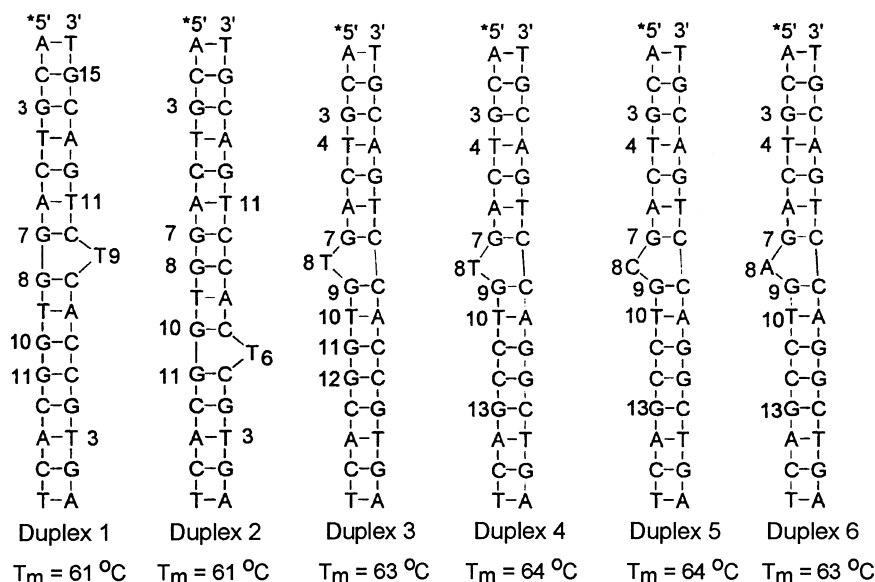 *5' 3'
A-T
C-G15
3 G-C
T-A
C-G
A-T11
7 G-C
T9
8 G-C
T-A
10 G-C
11 G-C
C-G
A-T 3
C-G
T-A
Duplex 1
Tm = 61 °C
*5' 3'
A-T
C-G
3 G-C
T-A
C-G
A-T 11
7 G-C
8 G-C
T-A
10 G-C
T6
11 G-C
C-G
A-T 3
C-G
T-A
Duplex 2
Tm = 61 °C
*5' 3'
A-T
C-G
3 G-C
4 T-A
C-G
A-T
7 G-C
8 T
9 G-C
10 T-A
11 G-C
12 G-C
C-G
A-T
C-G
T-A
Duplex 3
Tm = 63 °C
*5' 3'
A-T
C-G
3 G-C
4 T-A
C-G
A-T
7 G-C
8 T
9 G-C
10 T-A
C-G
C-G
13 G-C
A-T
C-G
T-A
Duplex 4
Tm = 64 °C
*5' 3'
A-T
C-G
3 G-C
4 T-A
C-G
A-T
7 G-C
8 C
9 G-C
10 T-A
C-G
C-G
13 G-C
A-T
C-G
T-A
Duplex 5
Tm = 64 °C
*5' 3'
A-T
C-G
3 G-C
4 T-A
C-G
A-T
7 G-C
8 A
9 G-C
10 T-A
C-G
C-G
13 G-C
A-T
C-G
T-A
Duplex 6
Tm = 63 °C